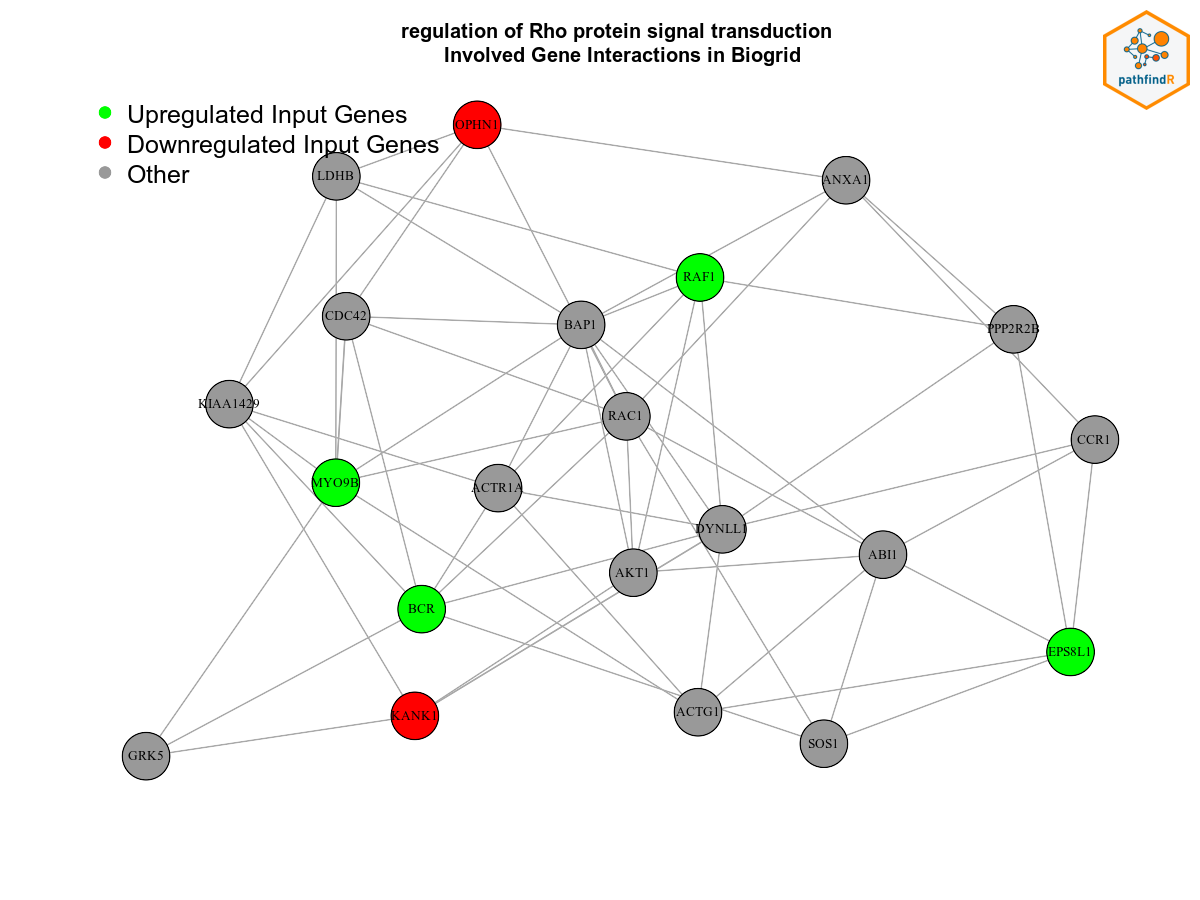 regulation of Rho protein signal transduction
Involved Gene Interactions in Biogrid
pathfindR
Upregulated Input Genes
Downregulated Input Genes
Other
OPHN1
LDHB
ANXA1
RAF1
CDC42
BAP1
PPP2R2B
KIAA1429
RAC1
CCR1
MYO9B
ACTR1A
DYNLL1
ABI1
AKT1
BCR
EPS8L1
KANK1
ACTG1
SOS1
GRK5